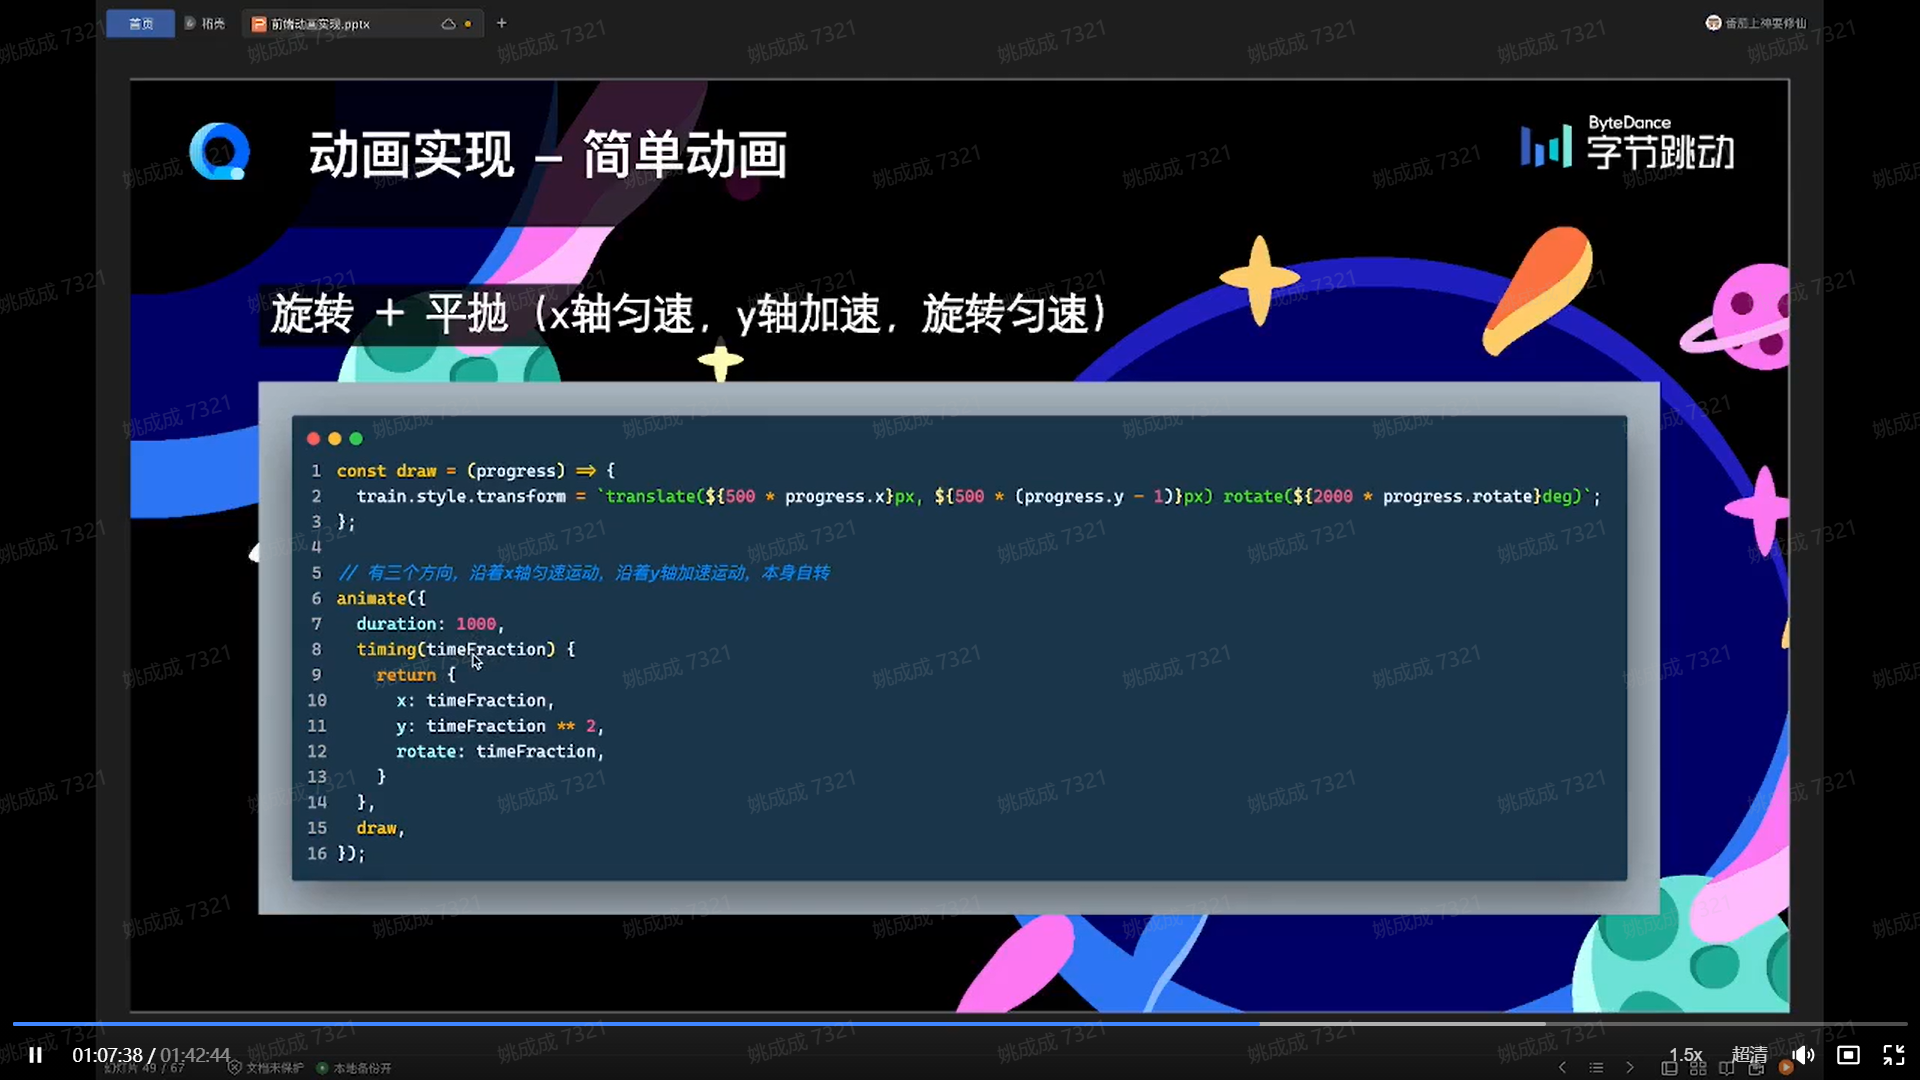 首页
稻壳
前端动画实现.pptx
番茄上神要修仙
动画实现 – 简单动画
ByteDance
字节跳动
旋转 + 平抛（x轴匀速，y轴加速，旋转匀速）
1 const draw = (progress) => {
2 train.style.transform = `translate(${500 * progress.x}px, ${500 * (progress.y - 1)}px) rotate(${2000 * progress.rotate}deg)`;
3 };
4
5 // 有三个方向，沿着x轴匀速运动，沿着y轴加速运动，本身自转
6 animate({
7 duration: 1000,
8 timing(timeFraction) {
9 return {
10 x: timeFraction,
11 y: timeFraction ** 2,
12 rotate: timeFraction,
13 }
14 },
15 draw,
16 });
姚成成 7321
01:07:38 / 01:42:44
1.5x
超清
幻灯片 49 / 67
文档未保护
本地备份开